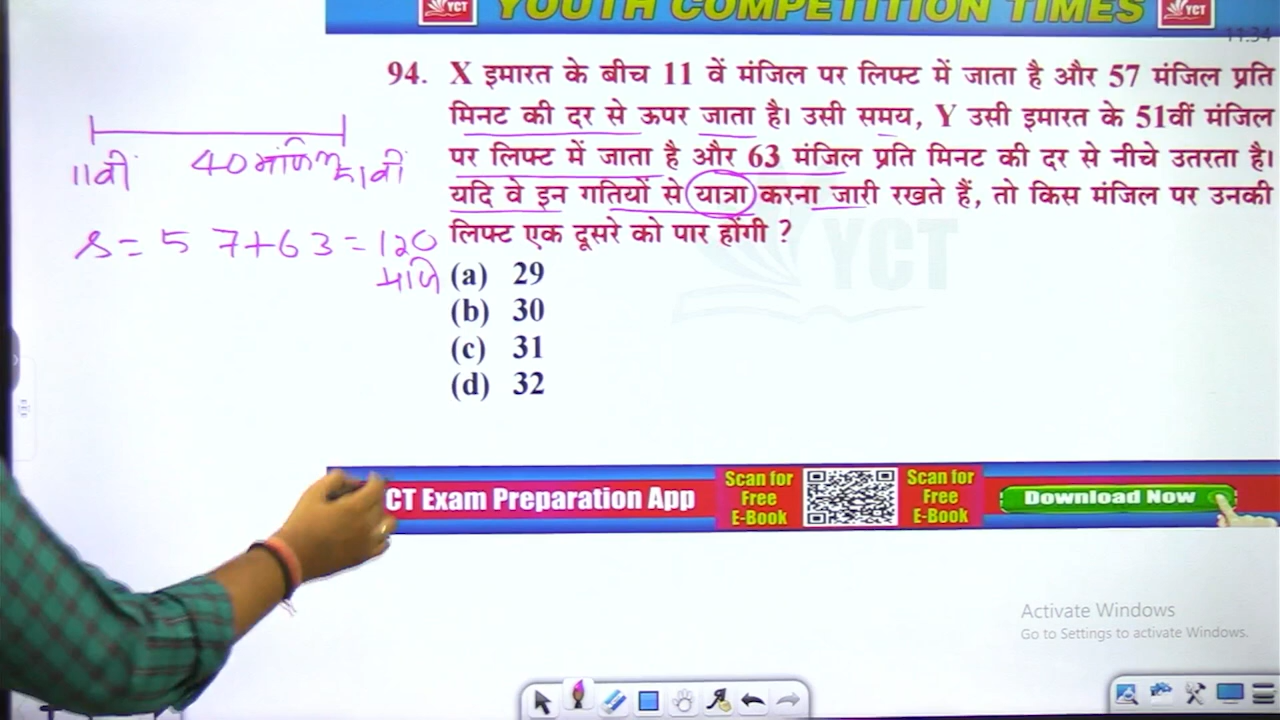 YCT
YOUTH COMPETITION TIMES
YCT
11:34
94. X इमारत के बीच 11 वें मंजिल पर लिफ्ट में जाता है और 57 मंजिल प्रति
मिनट की दर से ऊपर जाता है। उसी समय, Y उसी इमारत के 51वीं मंजिल
पर लिफ्ट में जाता है और 63 मंजिल प्रति मिनट की दर से नीचे उतरता है।
यदि वे इन गतियों से यात्रा करना जारी रखते हैं, तो किस मंजिल पर उनकी
लिफ्ट एक दूसरे को पार होंगी ?
(a) 29
(b) 30
(c) 31
(d) 32
YCT
11वीं 40 मंजिल 51वीं
S = 57+63 = 120
CT Exam Preparation App
Scan for
Free
E-Book
Scan for
Free
E-Book
Download Now
Activate Windows
Go to Settings to activate Windows.